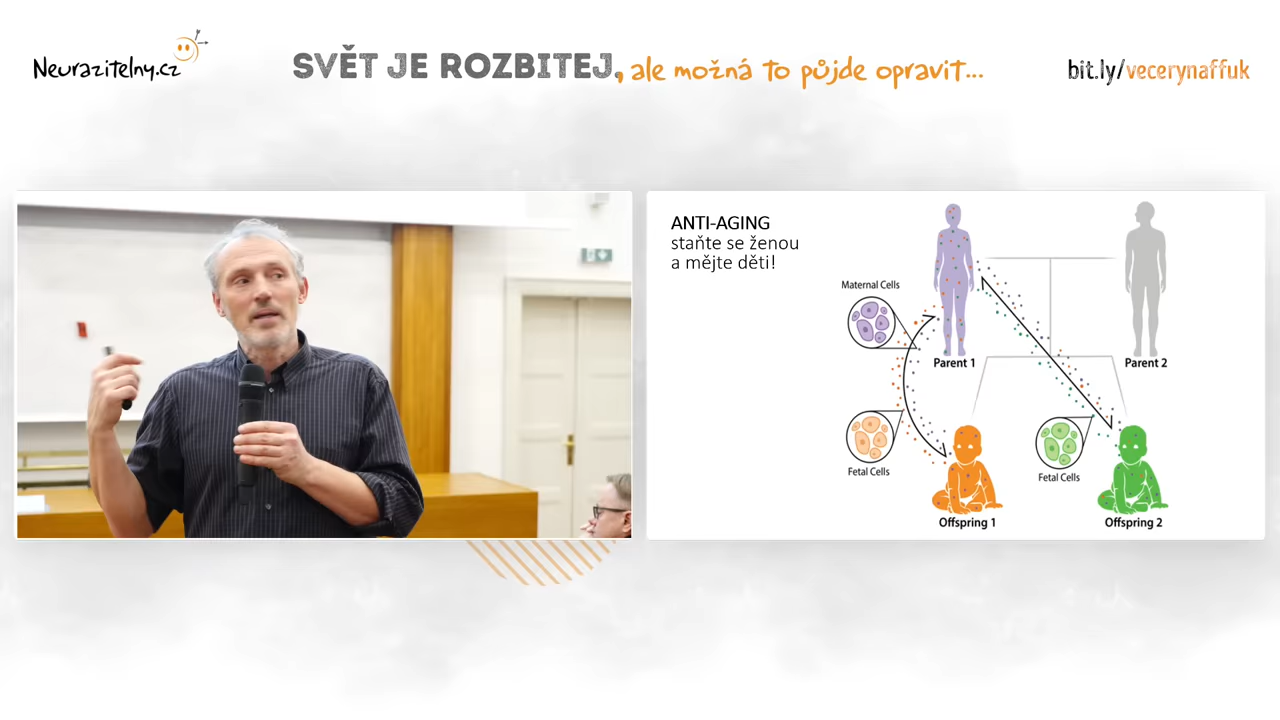 Neurazitelny.cz
SVĚT JE ROZBITEJ, ale možná to půjde opravit...
bit.ly/vecerynaffuk
ANTI-AGING
staňte se ženou
a mějte děti!
Maternal Cells
Parent 1
Parent 2
Fetal Cells
Fetal Cells
Offspring 1
Offspring 2